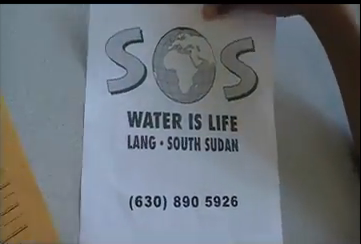 SOS
WATER IS LIFE
LANG • SOUTH SUDAN
(630) 890 5926